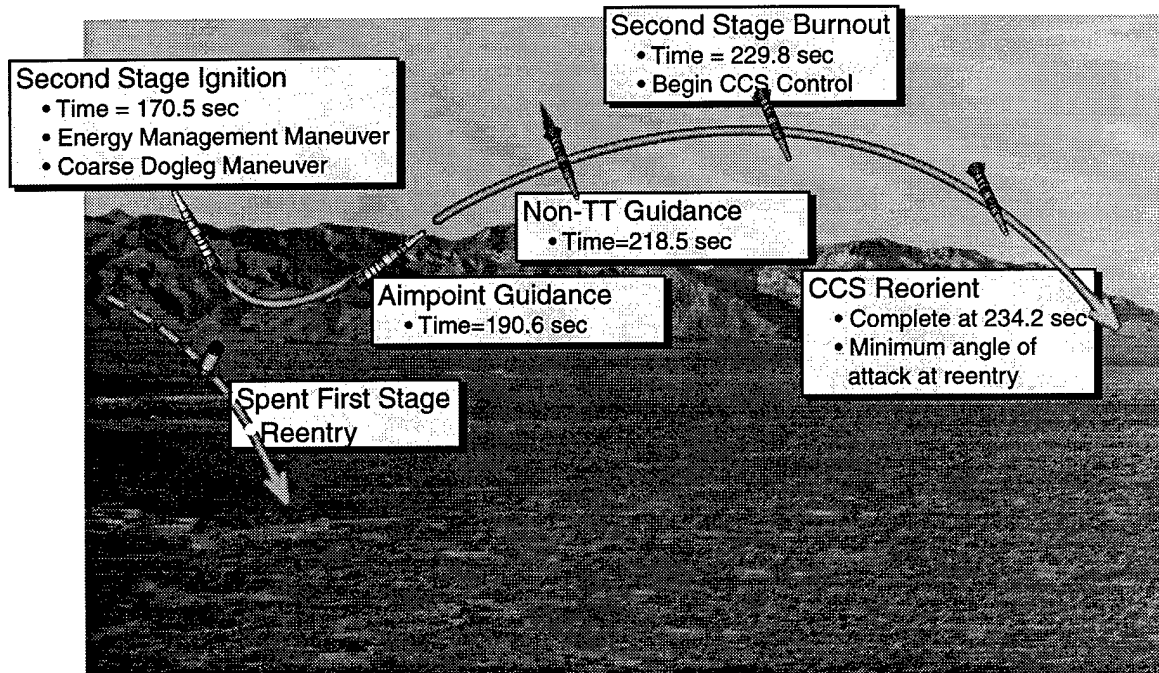 Second Stage Burnout
• Time = 229.8 sec
• Begin CCS Control
Second Stage Ignition
• Time = 170.5 sec
• Energy Management Maneuver
• Coarse Dogleg Maneuver
Non-TT Guidance
• Time=218.5 sec
Aimpoint Guidance
• Time=190.6 sec
CCS Reorient
• Complete at 234.2 sec
• Minimum angle of
attack at reentry
Spent First Stage
Reentry